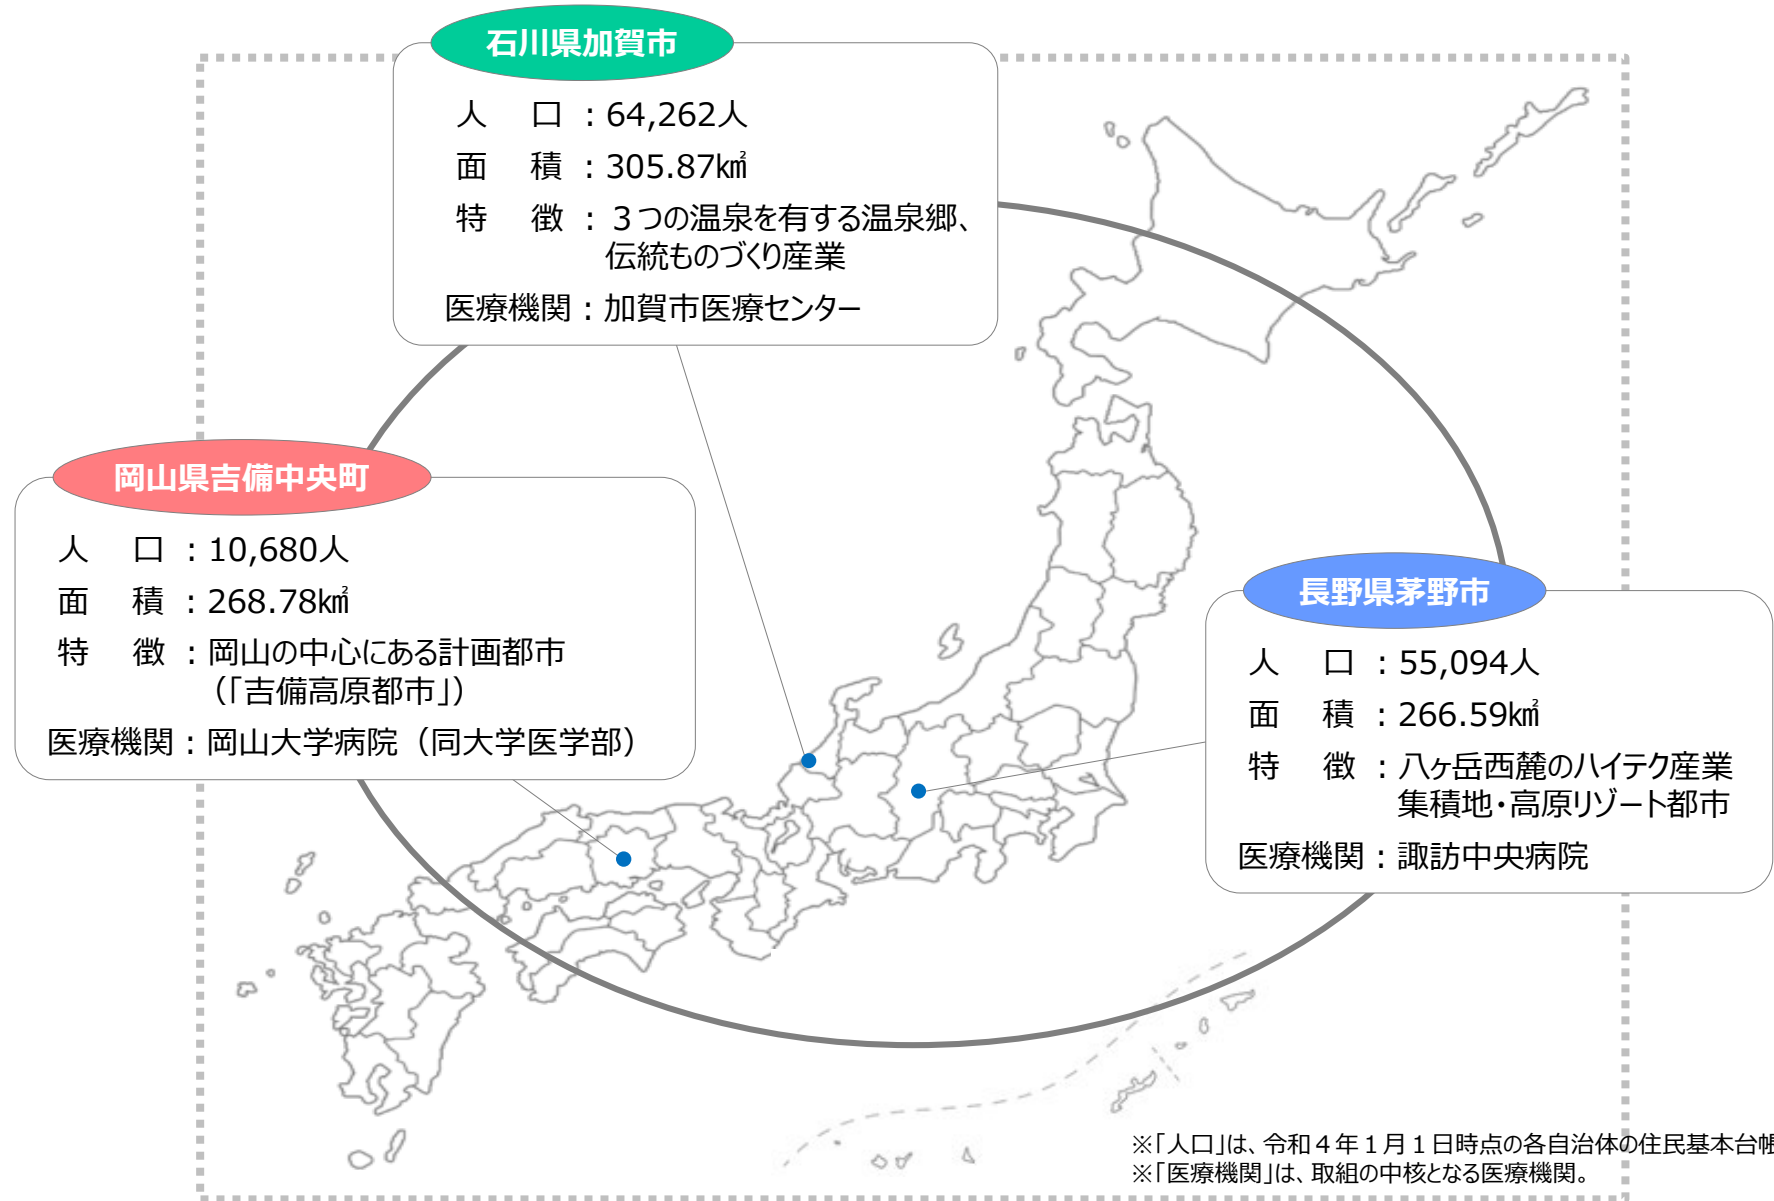 石川県加賀市
人　口 ：64,262人
面　積 ：305.87㎢
特　徴 ：３つの温泉を有する温泉郷、
伝統ものづくり産業
医療機関：加賀市医療センター
岡山県吉備中央町
人　口 ：10,680人
面　積 ：268.78㎢
特　徴 ：岡山の中心にある計画都市
（「吉備高原都市」）
医療機関：岡山大学病院（同大学医学部）
長野県茅野市
人　口 ：55,094人
面　積 ：266.59㎢
特　徴 ：八ヶ岳西麓のハイテク産業
集積地・高原リゾート都市
医療機関：諏訪中央病院
※「人口」は、令和４年１月１日時点の各自治体の住民基本台帳
※「医療機関」は、取組の中核となる医療機関。